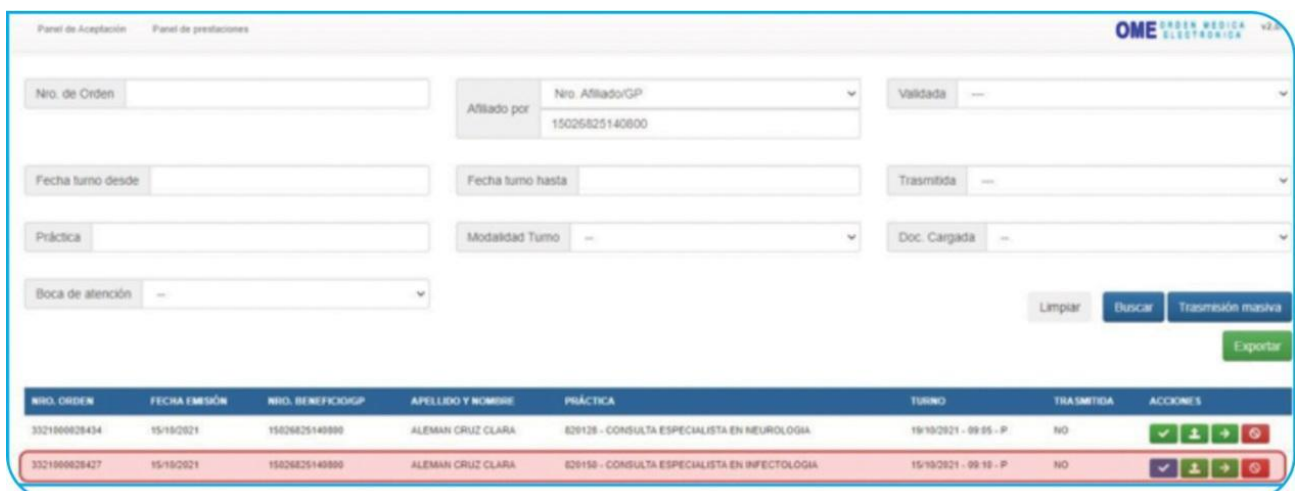 Panel de Aceptación Panel de prestaciones
OME ORDEN MEDICA ELECTRONICA
Nro. de Orden
Afiliado por Nro. Afiliado/GP
15026825140800
Validada ---
Fecha turno desde Fecha turno hasta Trasmitida ---
Práctica Modalidad Turno -- Doc. Cargada --
Boca de atención --
Limpiar Buscar Trasmisión masiva
Exportar
NRO. ORDEN FECHA EMISIÓN NRO. BENEFICIO/GP APELLIDO Y NOMBRE PRÁCTICA TURNO TRASMITIDA ACCIONES
3321000028434 15/10/2021 15026825140800 ALEMAN CRUZ CLARA 820128 - CONSULTA ESPECIALISTA EN NEUROLOGIA 19/10/2021 - 09:05 - P NO
3321000028427 15/10/2021 15026825140800 ALEMAN CRUZ CLARA 820150 - CONSULTA ESPECIALISTA EN INFECTOLOGIA 15/10/2021 - 09:10 - P NO